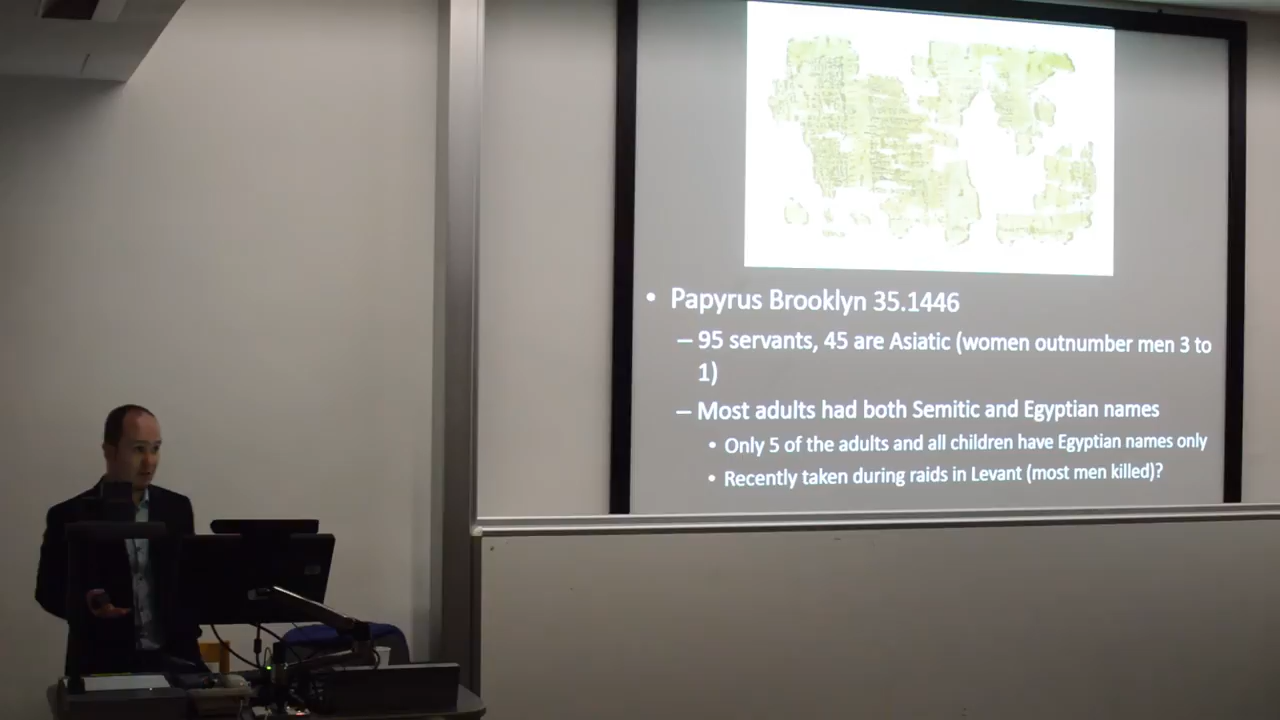 • Papyrus Brooklyn 35.1446
– 95 servants, 45 are Asiatic (women outnumber men 3 to
1)
– Most adults had both Semitic and Egyptian names
• Only 5 of the adults and all children have Egyptian names only
• Recently taken during raids in Levant (most men killed)?